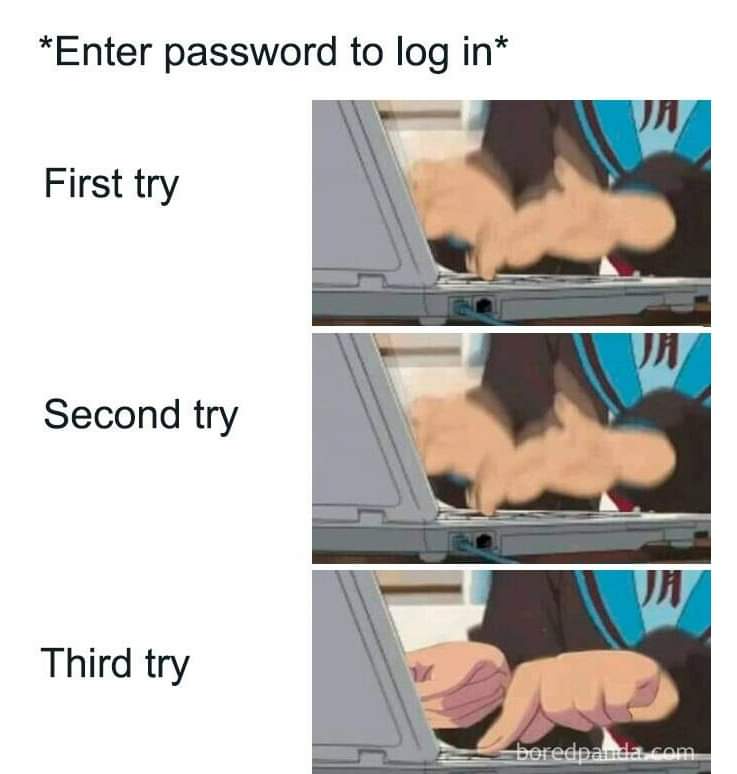 *Enter password to log in*
First try
Second try
Third try
boredpanda.com